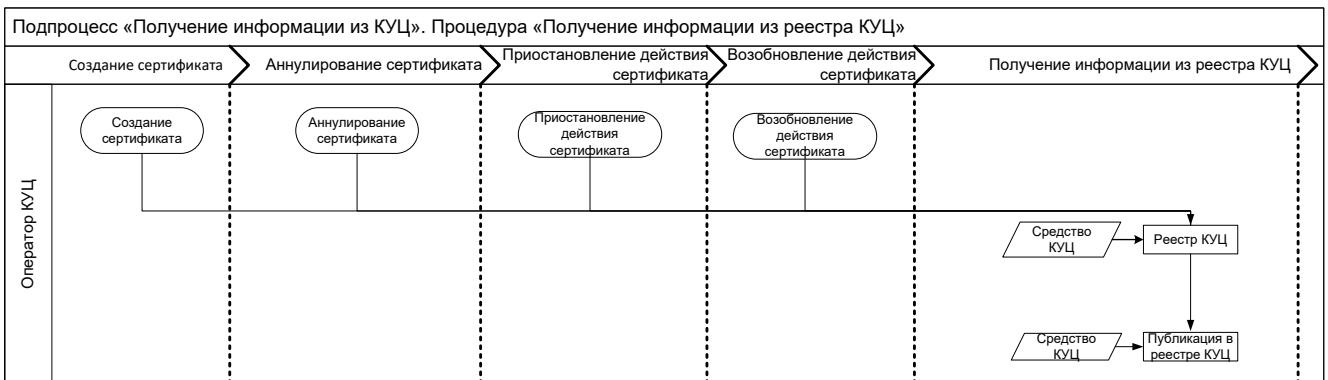 Подпроцесс «Получение информации из КУЦ». Процедура «Получение информации из реестра КУЦ»
Создание сертификата
Аннулирование сертификата
Приостановление действия
сертификата
Возобновление действия
сертификата
Получение информации из реестра КУЦ
Оператор КУЦ
Создание
сертификата
Аннулирование
сертификата
Приостановление
действия
сертификата
Возобновление
действия
сертификата
Средство
КУЦ
Реестр КУЦ
Средство
КУЦ
Публикация в
реестре КУЦ